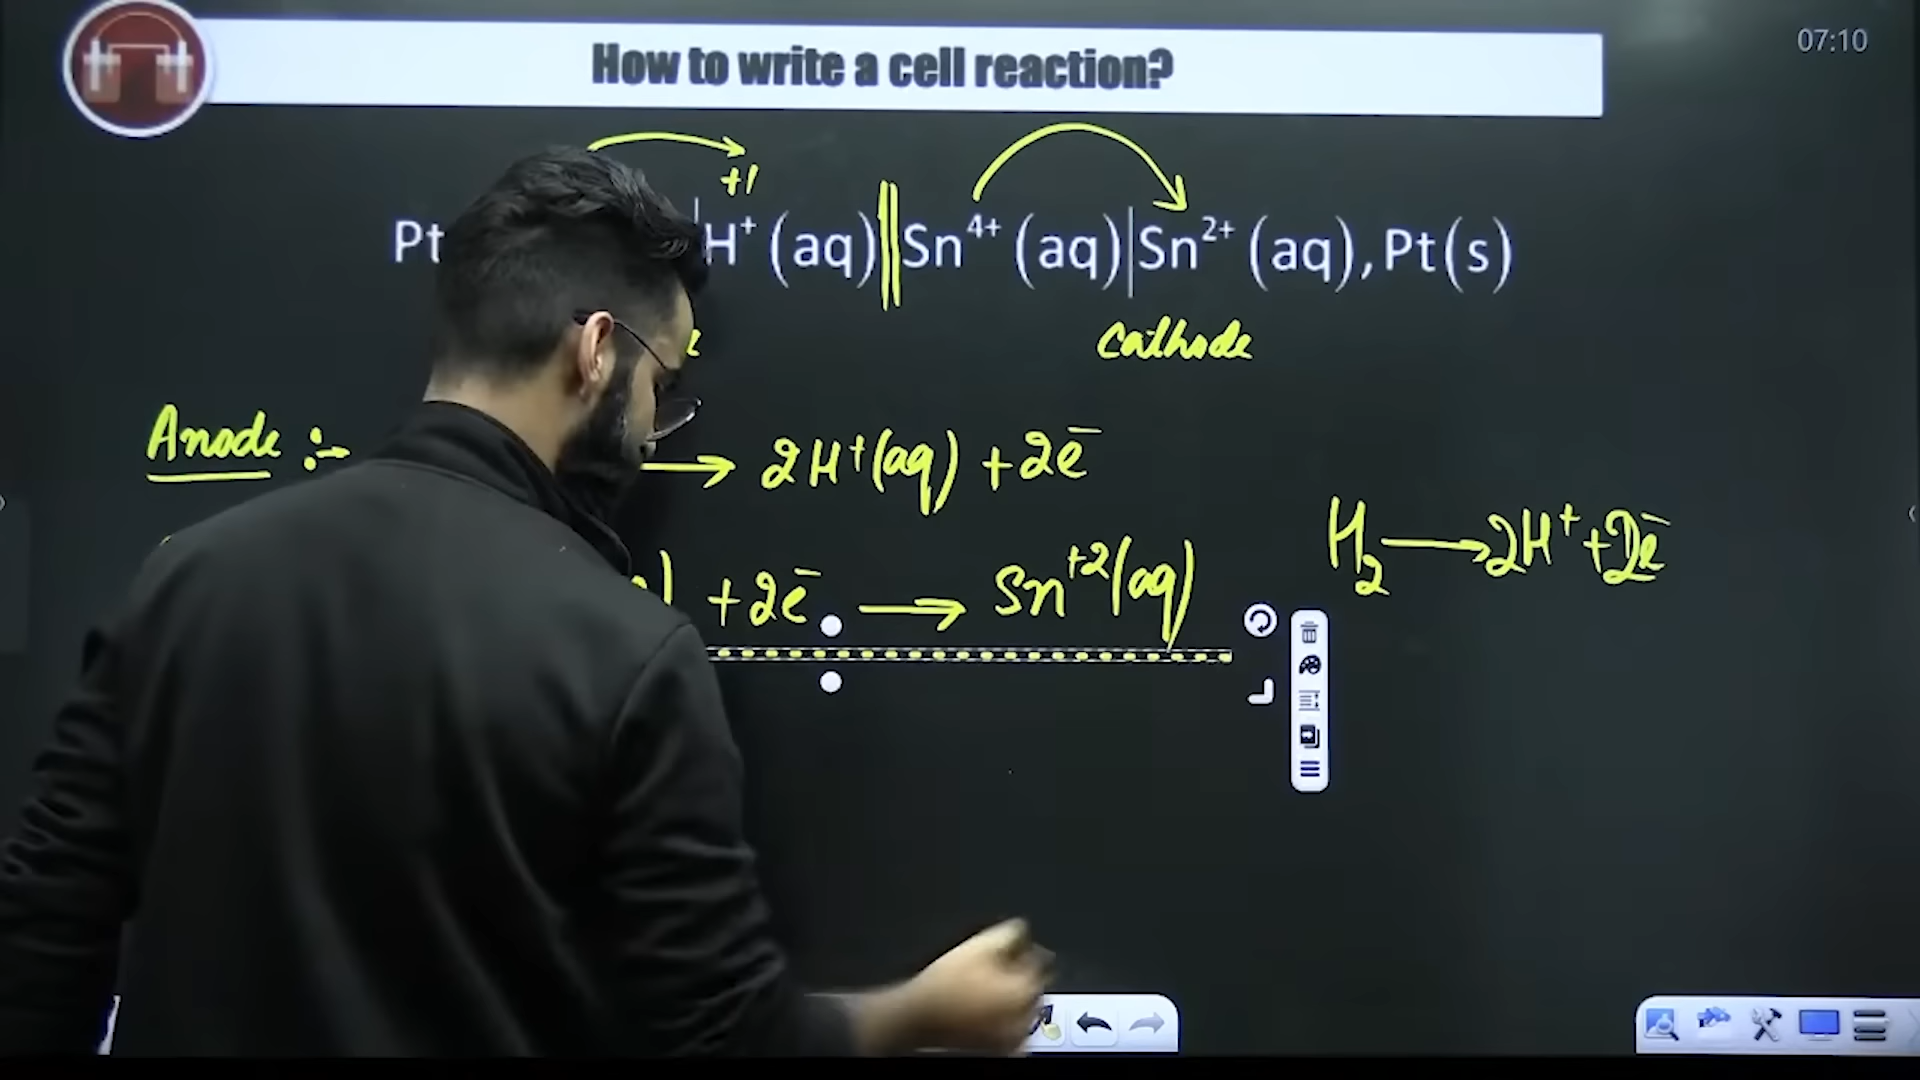 How to write a cell reaction?
07:10
+1
Pt H⁺(aq)||Sn⁴⁺(aq)|Sn²⁺(aq),Pt(s)
Cathode
Anode :-
→ 2H⁺(aq) + 2e⁻
H₂ → 2H⁺ + 2e⁻
+2e⁻ → Sn⁺²(aq)